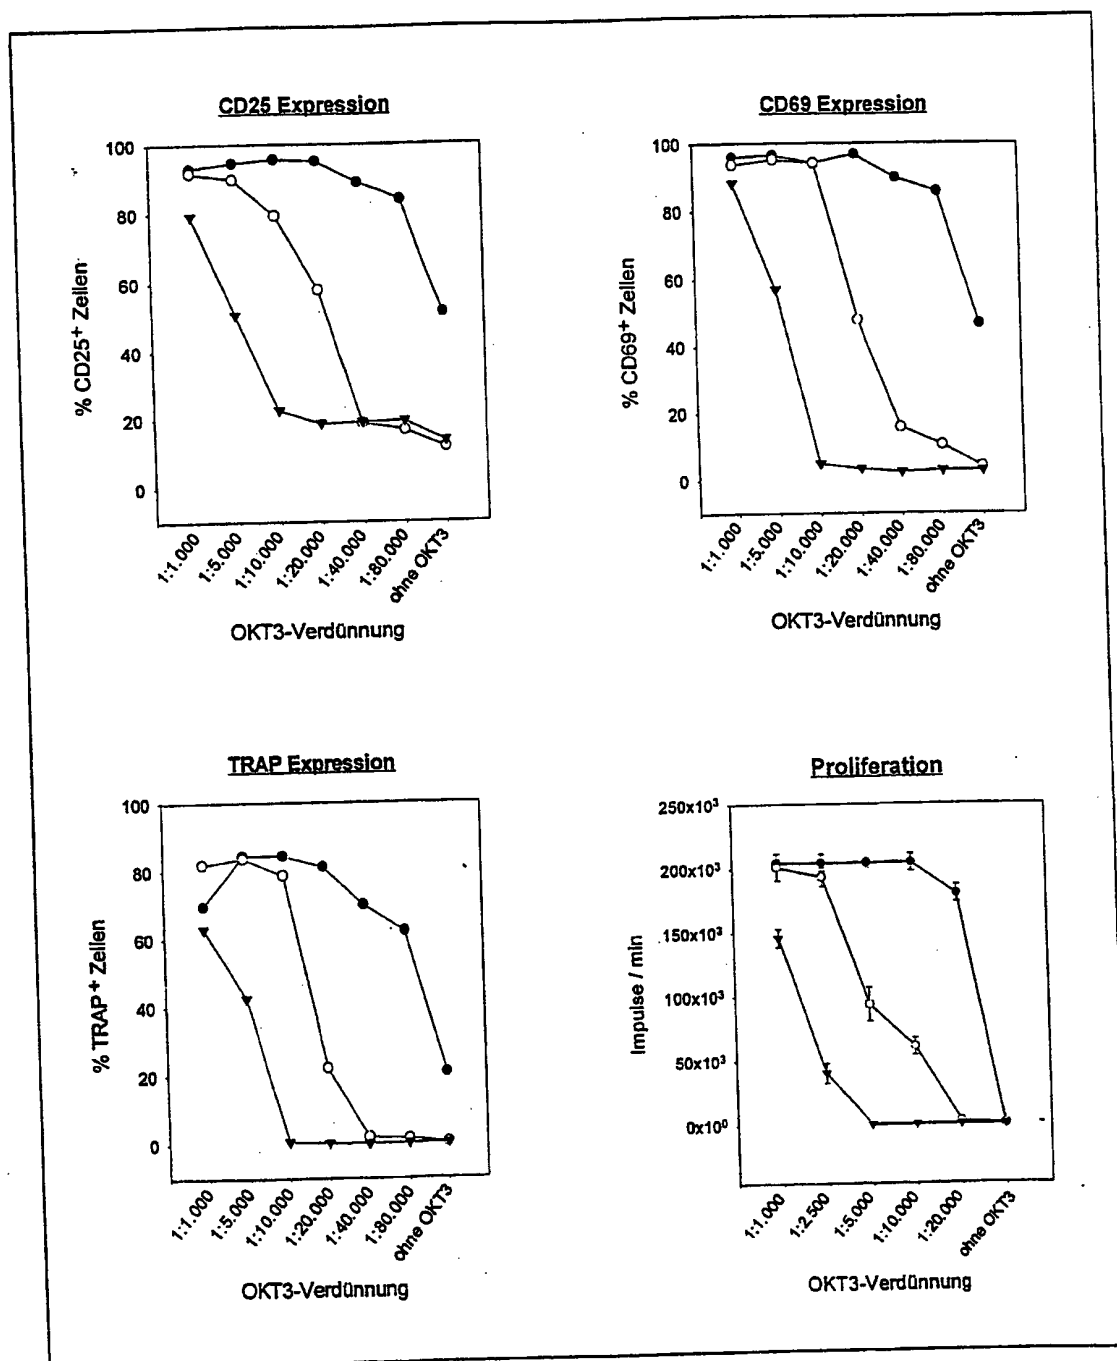 CD25 Expression
100
80
60
40
20
0
% CD25+ Zellen
1:1.000
1:5.000
1:10.000
1:20.000
1:40.000
1:80.000
ohne OKT3
OKT3-Verdünnung
CD69 Expression
100
80
60
40
20
0
% CD69+ Zellen
1:1.000
1:5.000
1:10.000
1:20.000
1:40.000
1:80.000
ohne OKT3
OKT3-Verdünnung
TRAP Expression
100
80
60
40
20
0
% TRAP+ Zellen
1:1.000
1:5.000
1:10.000
1:20.000
1:40.000
1:80.000
ohne OKT3
OKT3-Verdünnung
Proliferation
250x10³
200x10³
150x10³
100x10³
50x10³
0x10⁰
Impulse / min
1:1.000
1:2.500
1:5.000
1:10.000
1:20.000
ohne OKT3
OKT3-Verdünnung